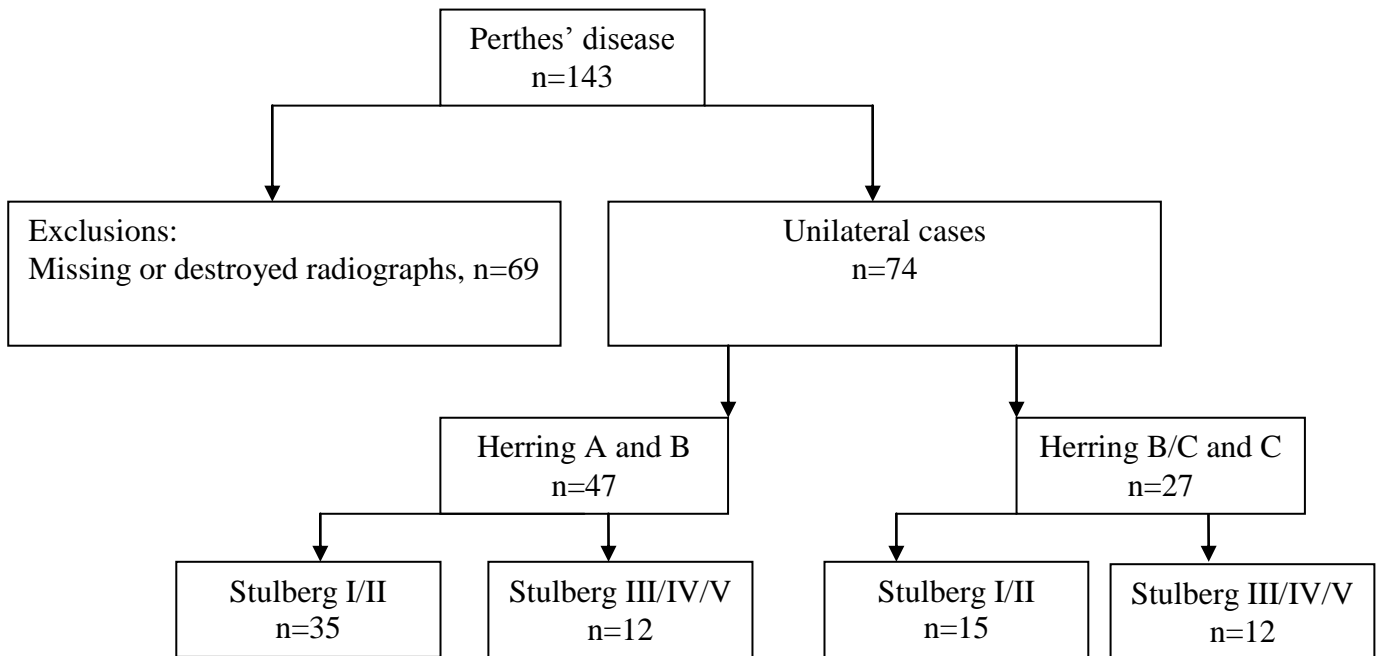 Perthes’ disease
n=143
Exclusions:
Missing or destroyed radiographs, n=69
Unilateral cases
n=74
Herring A and B
n=47
Herring B/C and C
n=27
Stulberg I/II
n=35
Stulberg III/IV/V
n=12
Stulberg I/II
n=15
Stulberg III/IV/V
n=12